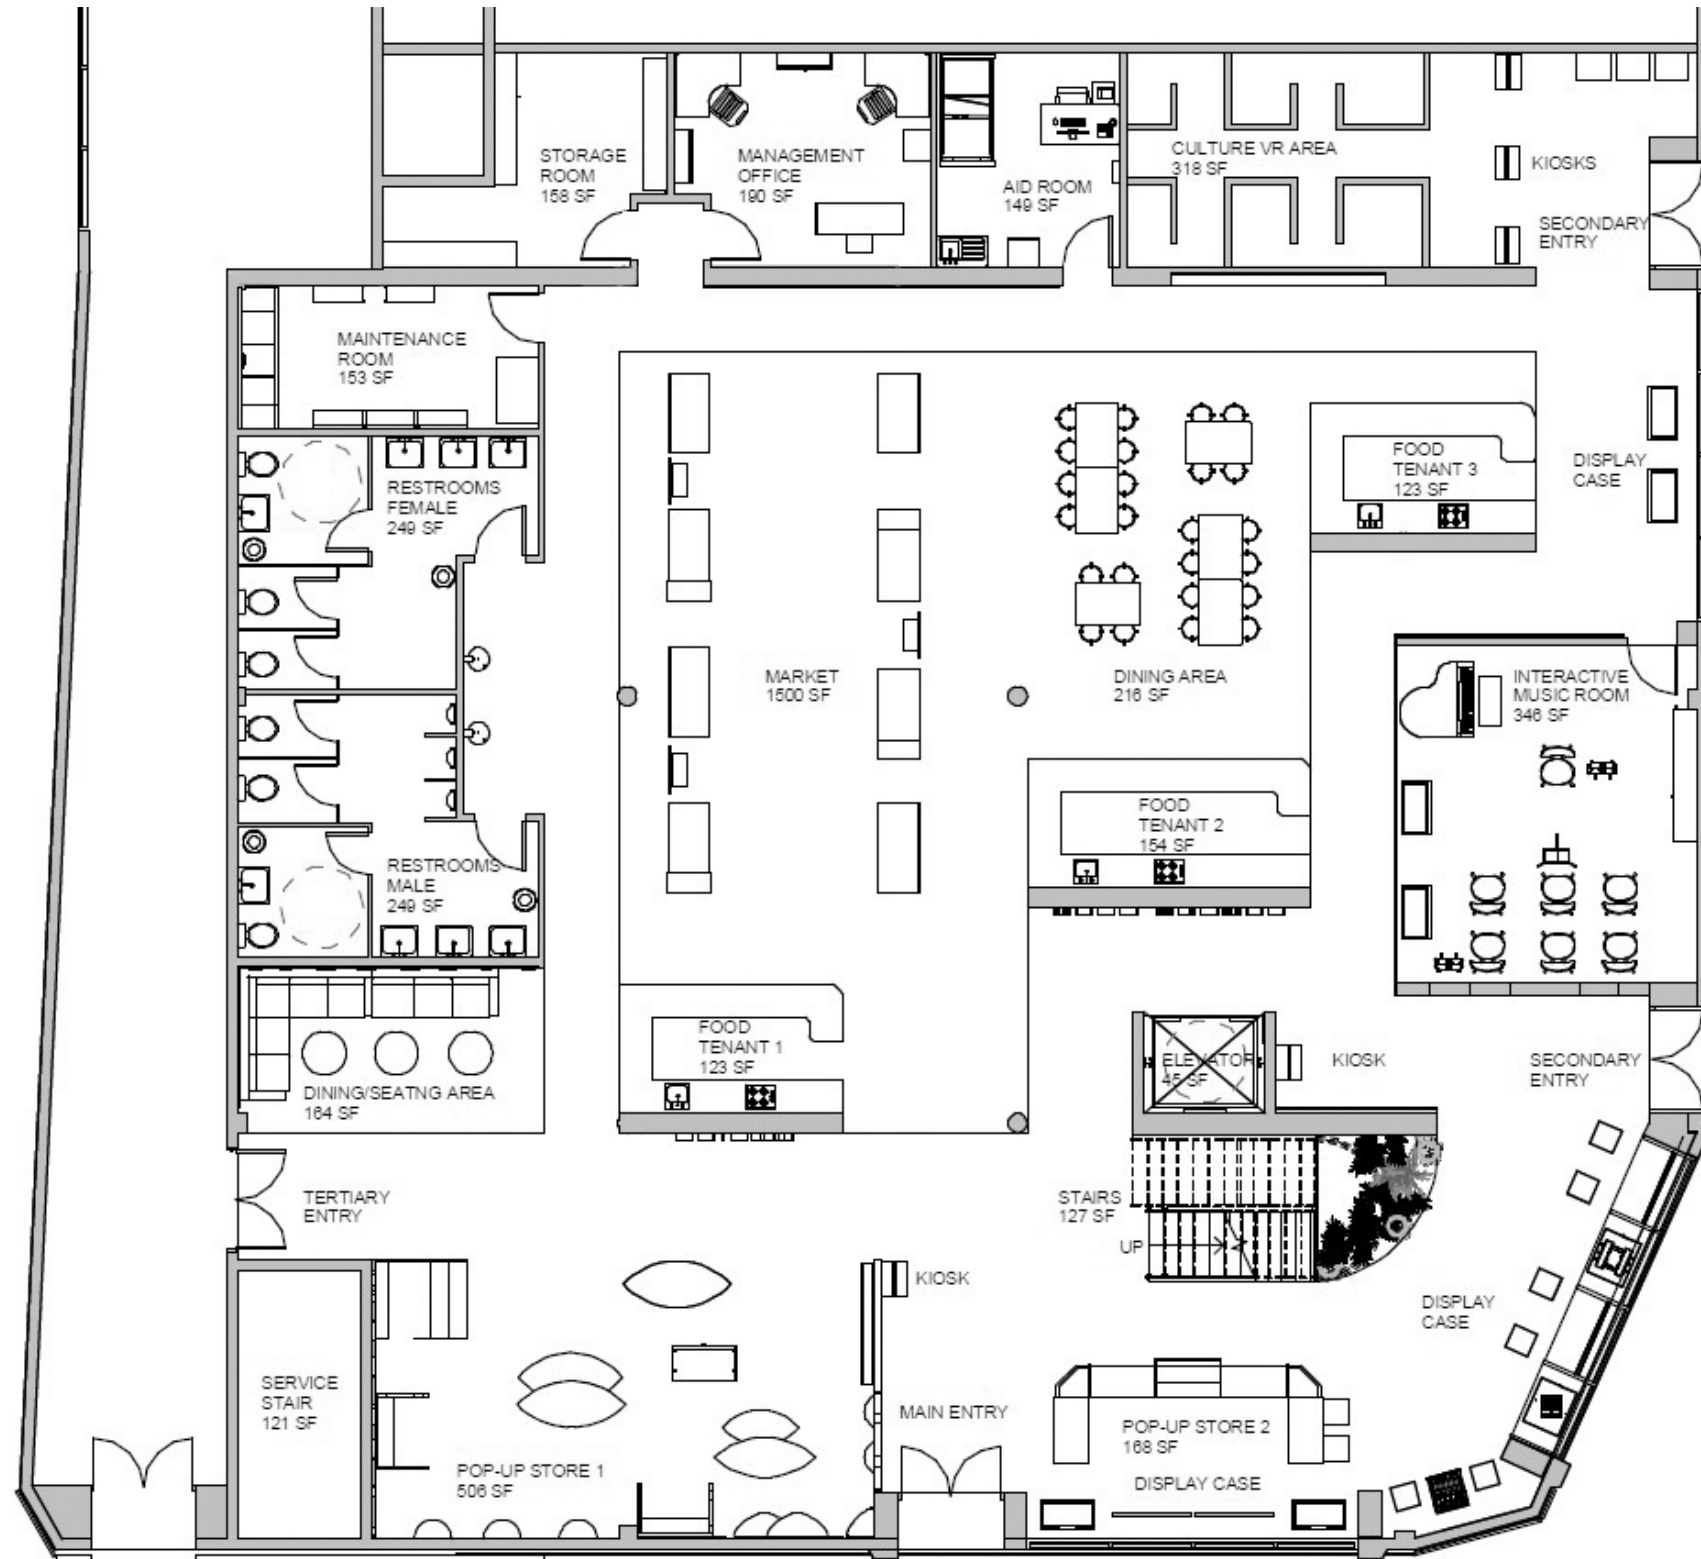 STORAGE
ROOM
158 SF
MANAGEMENT
OFFICE
190 SF
AID ROOM
149 SF
CULTURE VR AREA
318 SF
KIOSKS
SECONDARY
ENTRY
MAINTENANCE
ROOM
153 SF
RESTROOMS
FEMALE
249 SF
FOOD
TENANT 3
123 SF
DISPLAY
CASE
MARKET
1500 SF
DINING AREA
216 SF
INTERACTIVE
MUSIC ROOM
346 SF
FOOD
TENANT 2
154 SF
RESTROOMS
MALE
249 SF
FOOD
TENANT 1
123 SF
ELEVATOR
45 SF
KIOSK
SECONDARY
ENTRY
DINING/SEATNG AREA
164 SF
TERTIARY
ENTRY
STAIRS
127 SF
UP
KIOSK
DISPLAY
CASE
SERVICE
STAIR
121 SF
MAIN ENTRY
POP-UP STORE 2
168 SF
POP-UP STORE 1
506 SF
DISPLAY CASE